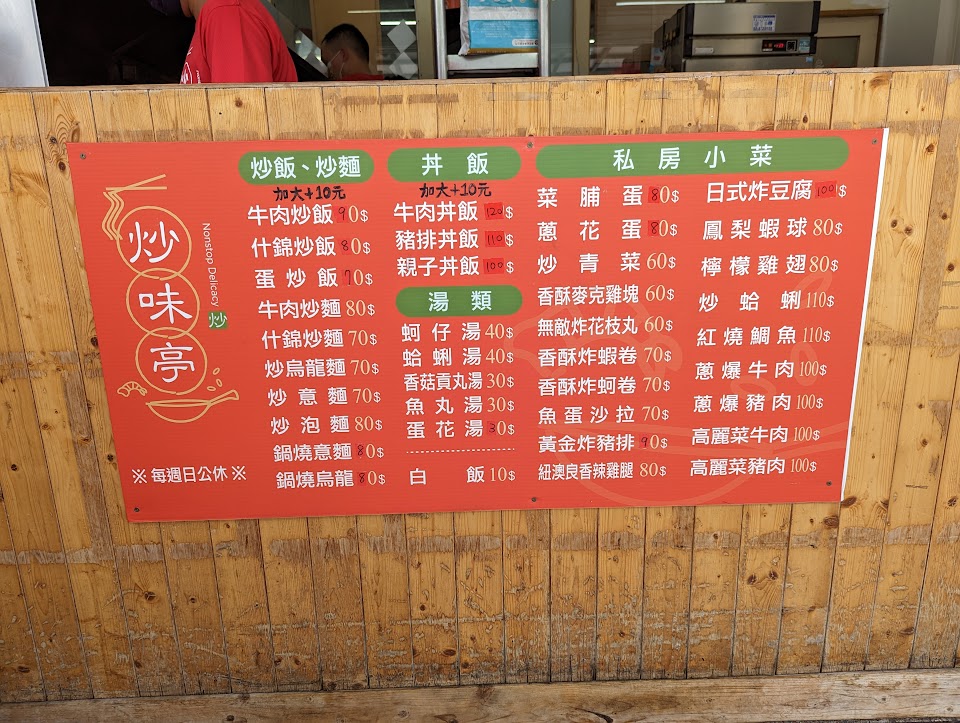 炒味亭
Nonstop Delicacy
炒
※每週日公休※
炒飯、炒麵
加大+10元
牛肉炒飯 90$
什錦炒飯 80$
蛋炒飯 70$
牛肉炒麵 80$
什錦炒麵 70$
炒烏龍麵 70$
炒意麵 70$
炒泡麵 80$
鍋燒意麵 80$
鍋燒烏龍 80$
丼飯
加大+10元
牛肉丼飯 120$
豬排丼飯 110$
親子丼飯 100$
湯類
蚵仔湯 40$
蛤蜊湯 40$
香菇貢丸湯 30$
魚丸湯 30$
蛋花湯 30$
白飯 10$
私房小菜
菜脯蛋 80$
蔥花蛋 80$
炒青菜 60$
香酥麥克雞塊 60$
無敵炸花枝丸 60$
香酥炸蝦卷 70$
香酥炸蚵卷 70$
魚蛋沙拉 70$
黃金炸豬排 90$
紐澳良香辣雞腿 80$
日式炸豆腐 100$
鳳梨蝦球 80$
檸檬雞翅 80$
炒蛤蜊 110$
紅燒鯛魚 110$
蔥爆牛肉 100$
蔥爆豬肉 100$
高麗菜牛肉 100$
高麗菜豬肉 100$